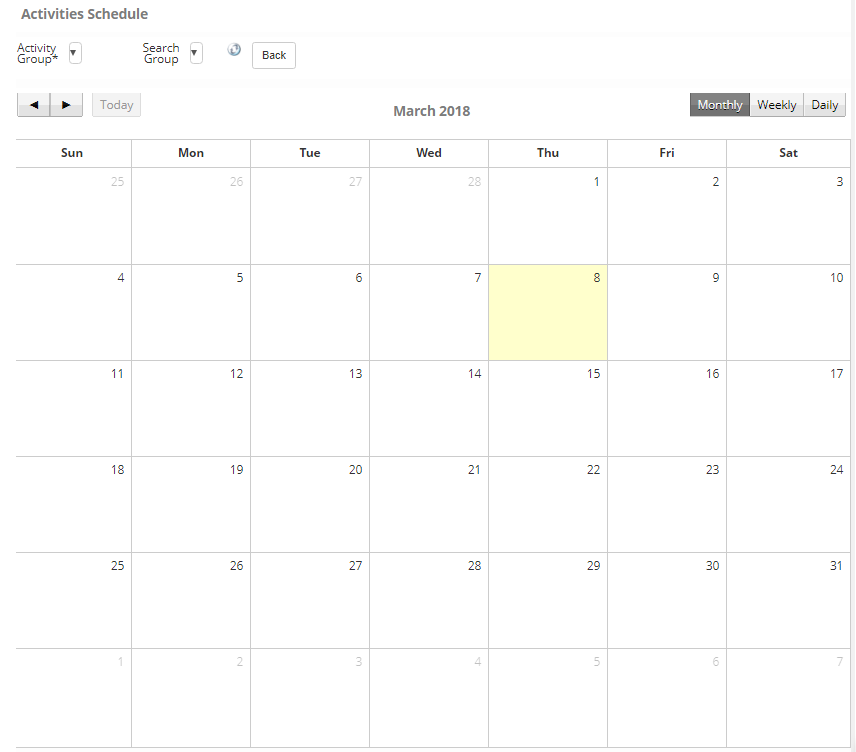 Activities Schedule
Activity Group*
Search Group
Back
Today
March 2018
Monthly Weekly Daily
Sun Mon Tue Wed Thu Fri Sat
25 26 27 28 1 2 3
4 5 6 7 8 9 10
11 12 13 14 15 16 17
18 19 20 21 22 23 24
25 26 27 28 29 30 31
1 2 3 4 5 6 7